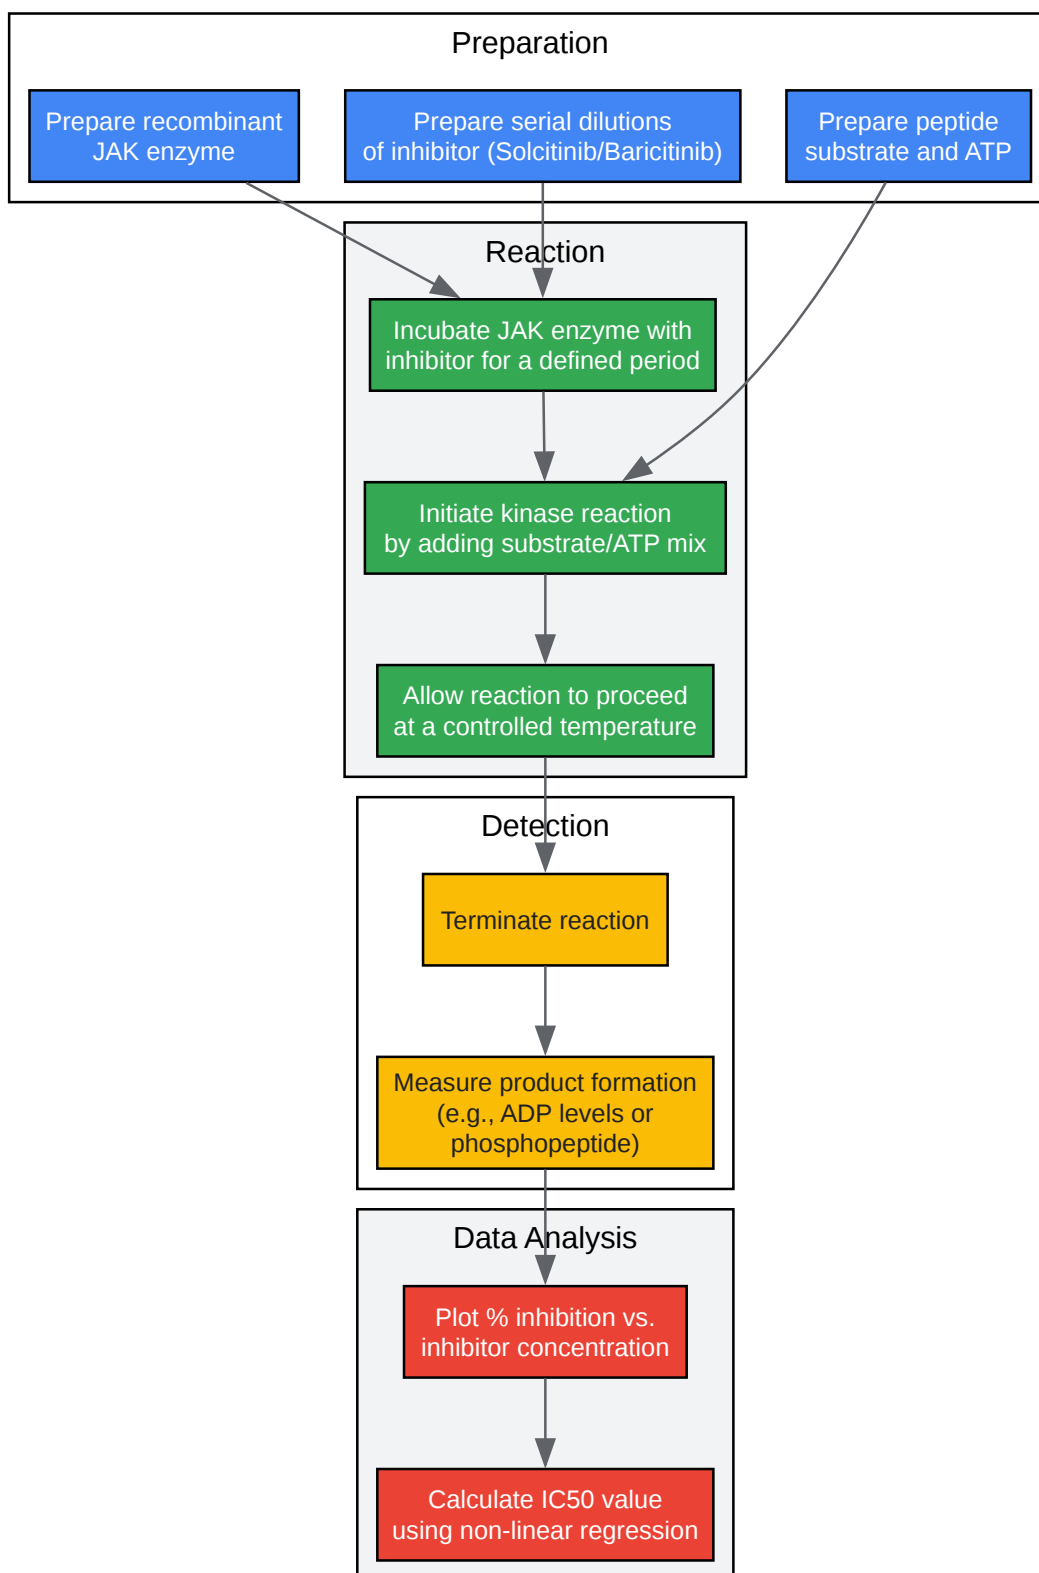 Preparation
Prepare recombinant
JAK enzyme
Prepare serial dilutions
of inhibitor (Solcitinib/Baricitinib)
Prepare peptide
substrate and ATP
Reaction
Incubate JAK enzyme with
inhibitor for a defined period
Initiate kinase reaction
by adding substrate/ATP mix
Allow reaction to proceed
at a controlled temperature
Detection
Terminate reaction
Measure product formation
(e.g., ADP levels or
phosphopeptide)
Data Analysis
Plot % inhibition vs.
inhibitor concentration
Calculate IC50 value
using non-linear regression